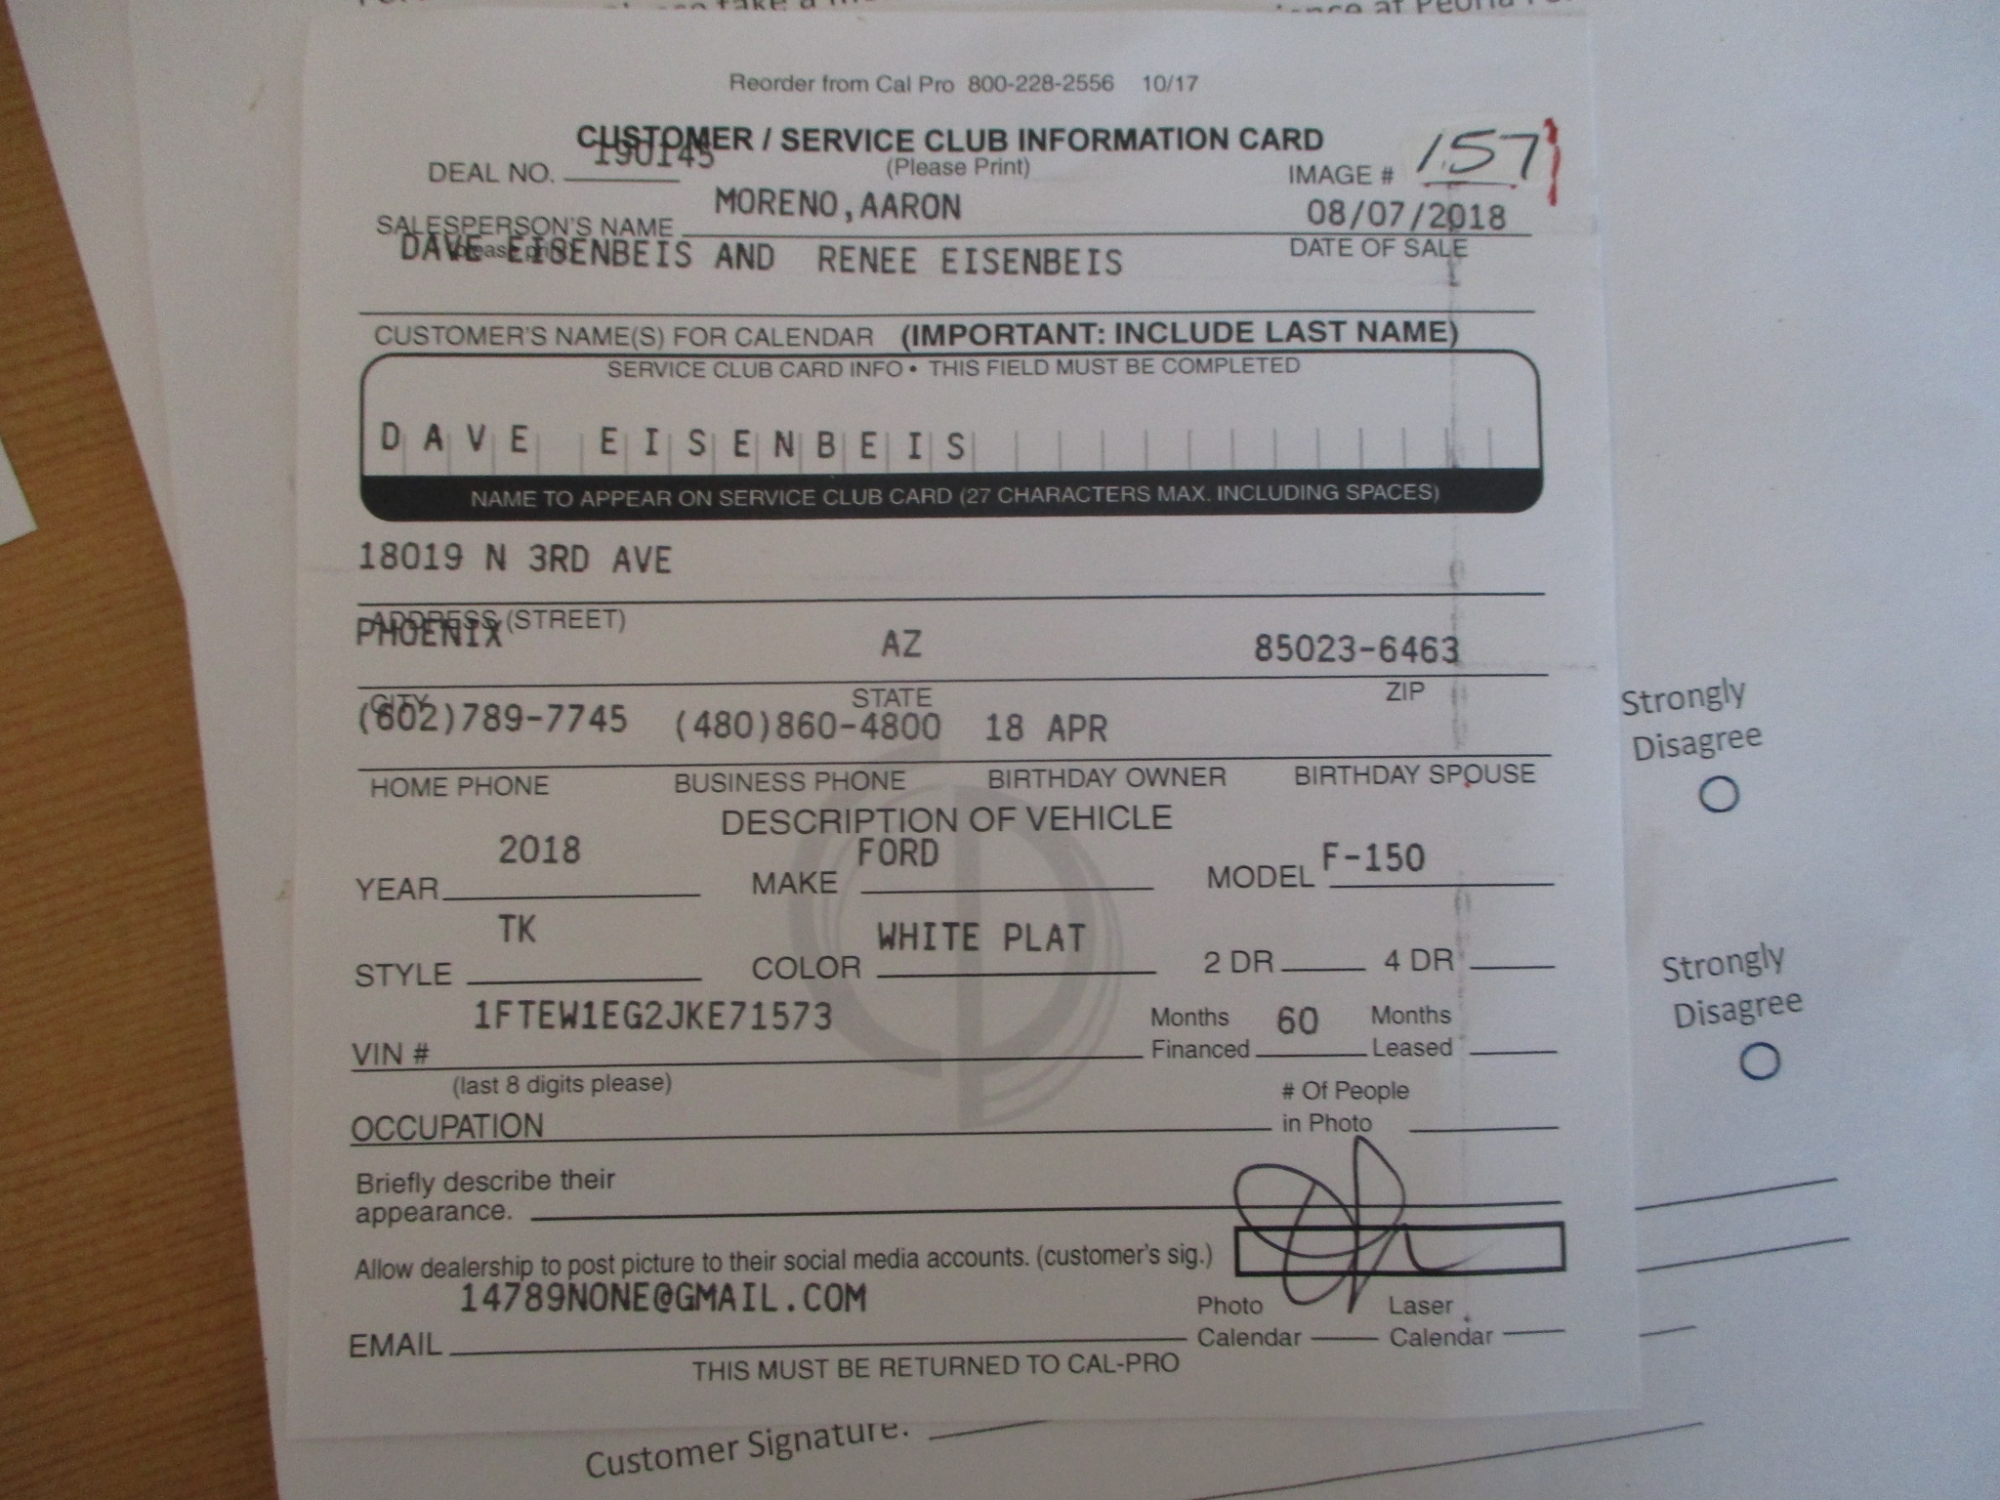 Reorder from Cal Pro 800-228-2556 10/17
CUSTOMER / SERVICE CLUB INFORMATION CARD
DEAL NO. 190145 (Please Print) IMAGE # 157
SALESPERSON'S NAME MORENO,AARON 08/07/2018
(please print) DATE OF SALE
DAVE EISENBEIS AND RENEE EISENBEIS
CUSTOMER'S NAME(S) FOR CALENDAR (IMPORTANT: INCLUDE LAST NAME)
SERVICE CLUB CARD INFO • THIS FIELD MUST BE COMPLETED
DAVE EISENBEIS
NAME TO APPEAR ON SERVICE CLUB CARD (27 CHARACTERS MAX. INCLUDING SPACES)
18019 N 3RD AVE
ADDRESS (STREET)
PHOENIX AZ 85023-6463
CITY STATE ZIP
(602)789-7745 (480)860-4800 18 APR
HOME PHONE BUSINESS PHONE BIRTHDAY OWNER BIRTHDAY SPOUSE
DESCRIPTION OF VEHICLE
YEAR 2018 MAKE FORD MODEL F-150
STYLE TK COLOR WHITE PLAT 2 DR 4 DR
VIN # 1FTEW1EG2JKE71573 Months Financed 60 Months Leased
(last 8 digits please)
OCCUPATION # Of People in Photo
Briefly describe their
appearance.
Allow dealership to post picture to their social media accounts. (customer's sig.)
EMAIL 14789NONE@GMAIL.COM Photo Calendar Laser Calendar
THIS MUST BE RETURNED TO CAL-PRO
Strongly
Disagree
Strongly
Disagree
Customer Signature: